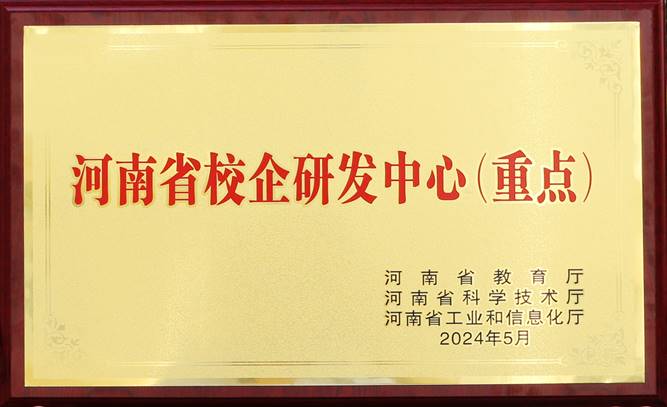 河南省校企研发中心(重点)
河南省教育厅
河南省科学技术厅
河南省工业和信息化厅
2024年5月